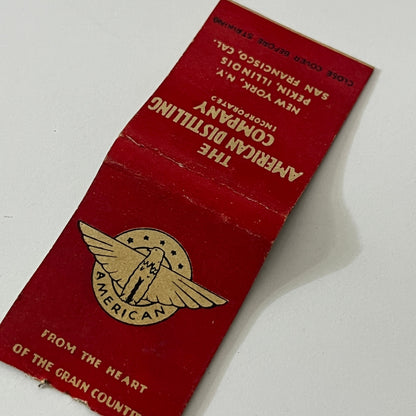 CLOSE COVER BEFORE STRIKING
THE
AMERICAN DISTILLING
COMPANY
INCORPORATED
NEW YORK, N.Y.
PEKIN, ILLINOIS
SAN FRANCISCO, CAL.
AMERICAN
FROM THE HEART
OF THE GRAIN COUNTR